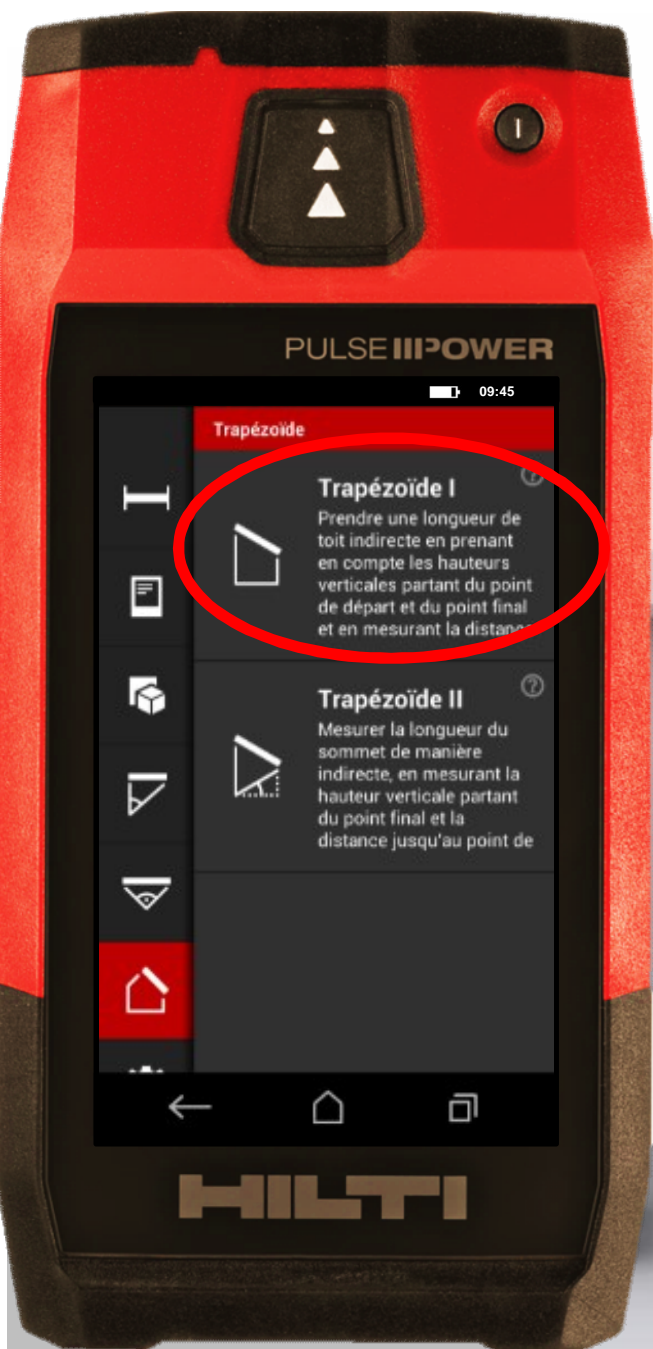 PULSE POWER
09:45
Trapézoïde
Trapézoïde I
Prendre une longueur de
toit indirecte en prenant
en compte les hauteurs
verticales partant du point
de départ et du point final
et en mesurant la distance
Trapézoïde II
Mesurer la longueur du
sommet de manière
indirecte, en mesurant la
hauteur verticale partant
du point final et la
distance jusqu'au point de
HILTI